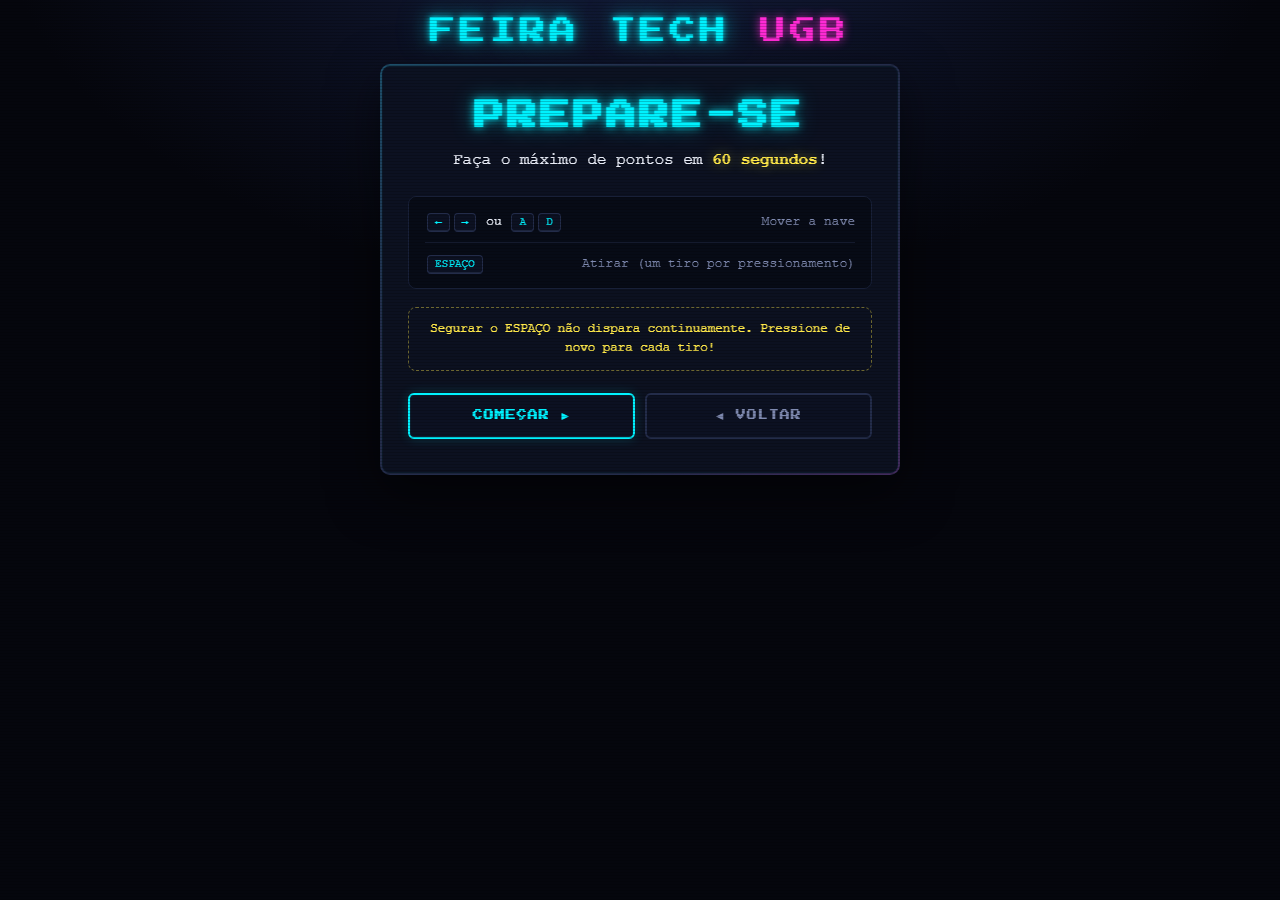 FEIRA TECH UGB
PREPARE-SE
Faça o máximo de pontos em 60 segundos!
← → ou A D Mover a nave
ESPAÇO Atirar (um tiro por pressionamento)
Segurar o ESPAÇO não dispara continuamente. Pressione de
novo para cada tiro!
COMEÇAR ▶ ◀ VOLTAR